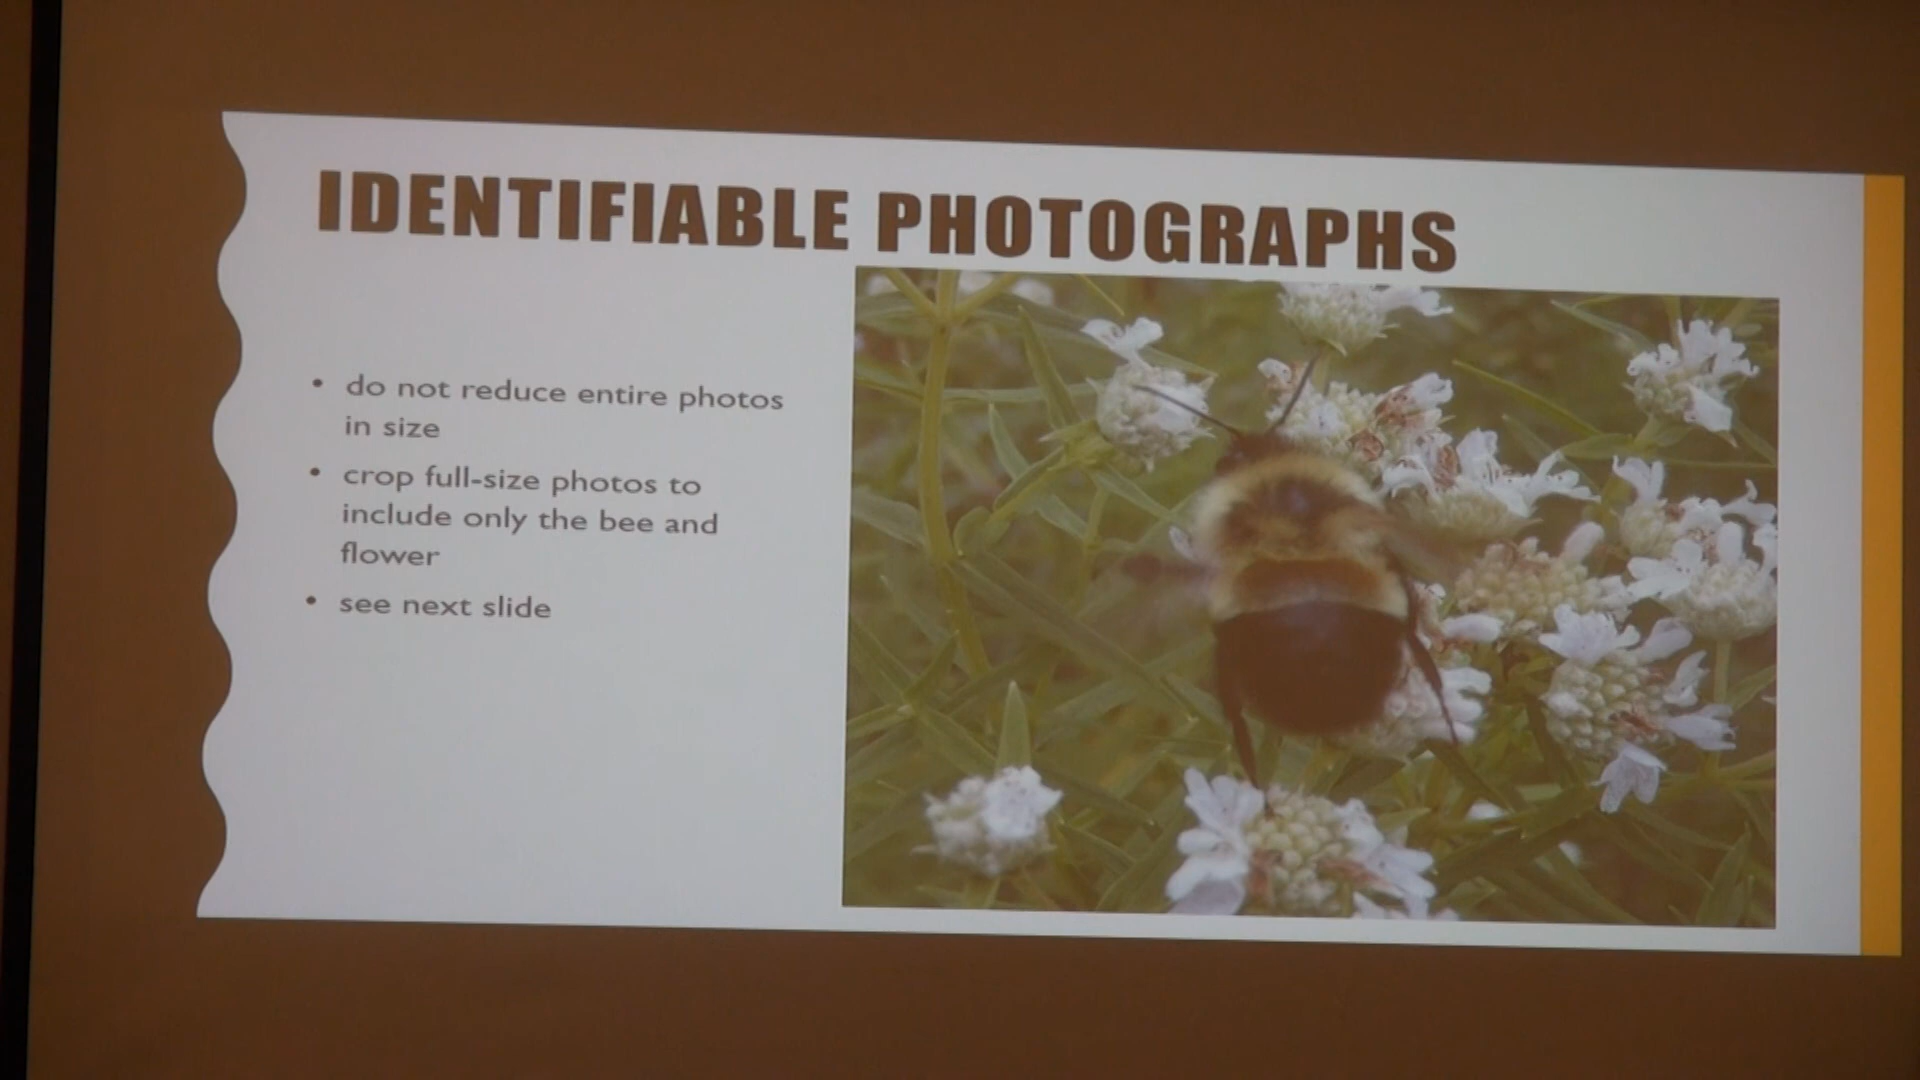 IDENTIFIABLE PHOTOGRAPHS
• do not reduce entire photos
in size
• crop full-size photos to
include only the bee and
flower
• see next slide